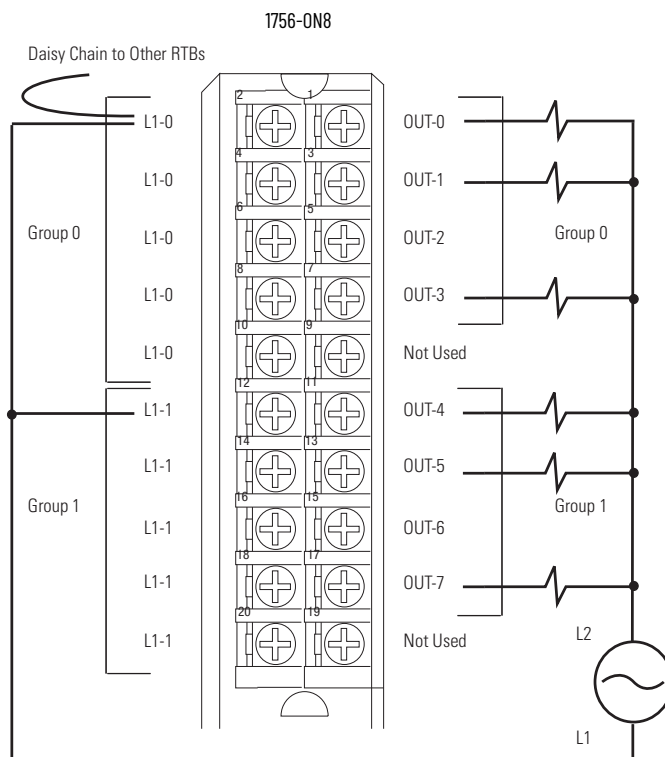 1756-ON8
Daisy Chain to Other RTBs
2 1
L1-0 OUT-0
4 3
L1-0 OUT-1
6 5
Group 0 L1-0 OUT-2 Group 0
8 7
L1-0 OUT-3
10 9
L1-0 Not Used
12 11
L1-1 OUT-4
14 13
L1-1 OUT-5
16 15
Group 1 L1-1 OUT-6 Group 1
18 17
L1-1 OUT-7
20 19
L1-1 Not Used
L2
L1